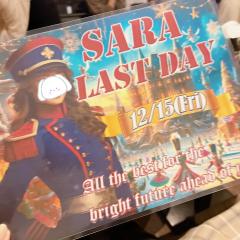 SARA
LAST DAY
12/15(Fri)
All the best for the
bright future ahead of